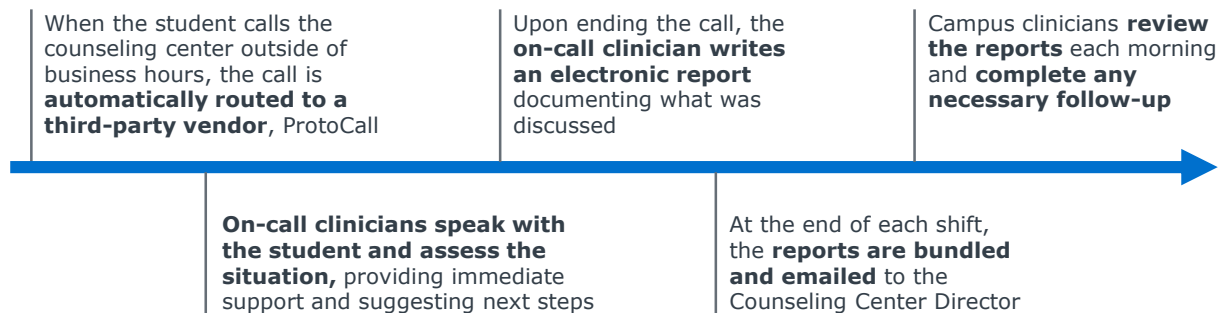 When the student calls the
counseling center outside of
business hours, the call is
automatically routed to a
third-party vendor, ProtoCall
On-call clinicians speak with
the student and assess the
situation, providing immediate
support and suggesting next steps
Upon ending the call, the
on-call clinician writes
an electronic report
documenting what was
discussed
At the end of each shift,
the reports are bundled
and emailed to the
Counseling Center Director
Campus clinicians review
the reports each morning
and complete any
necessary follow-up